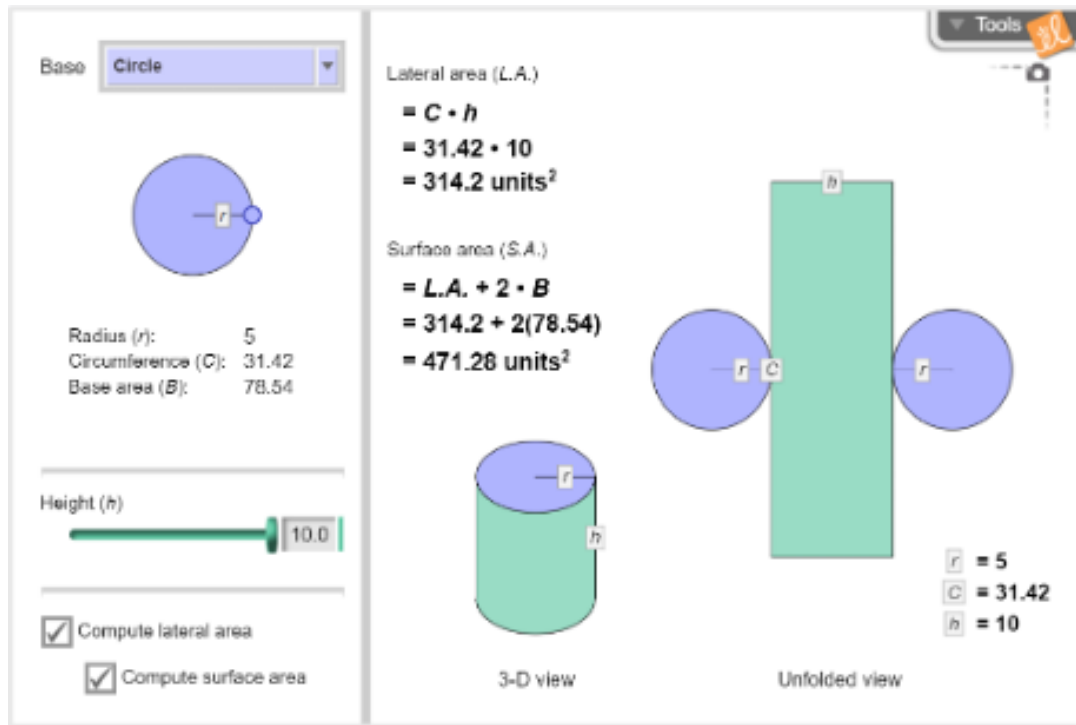 Base Circle
r
Radius (r): 5
Circumference (C): 31.42
Base area (B): 78.54
Height (h)
10.0
Compute lateral area
Compute surface area
Tools
Lateral area (L.A.)
= C • h
= 31.42 • 10
= 314.2 units²
Surface area (S.A.)
= L.A. + 2 • B
= 314.2 + 2(78.54)
= 471.28 units²
r
h
3-D view
h
r C r
Unfolded view
r = 5
C = 31.42
h = 10